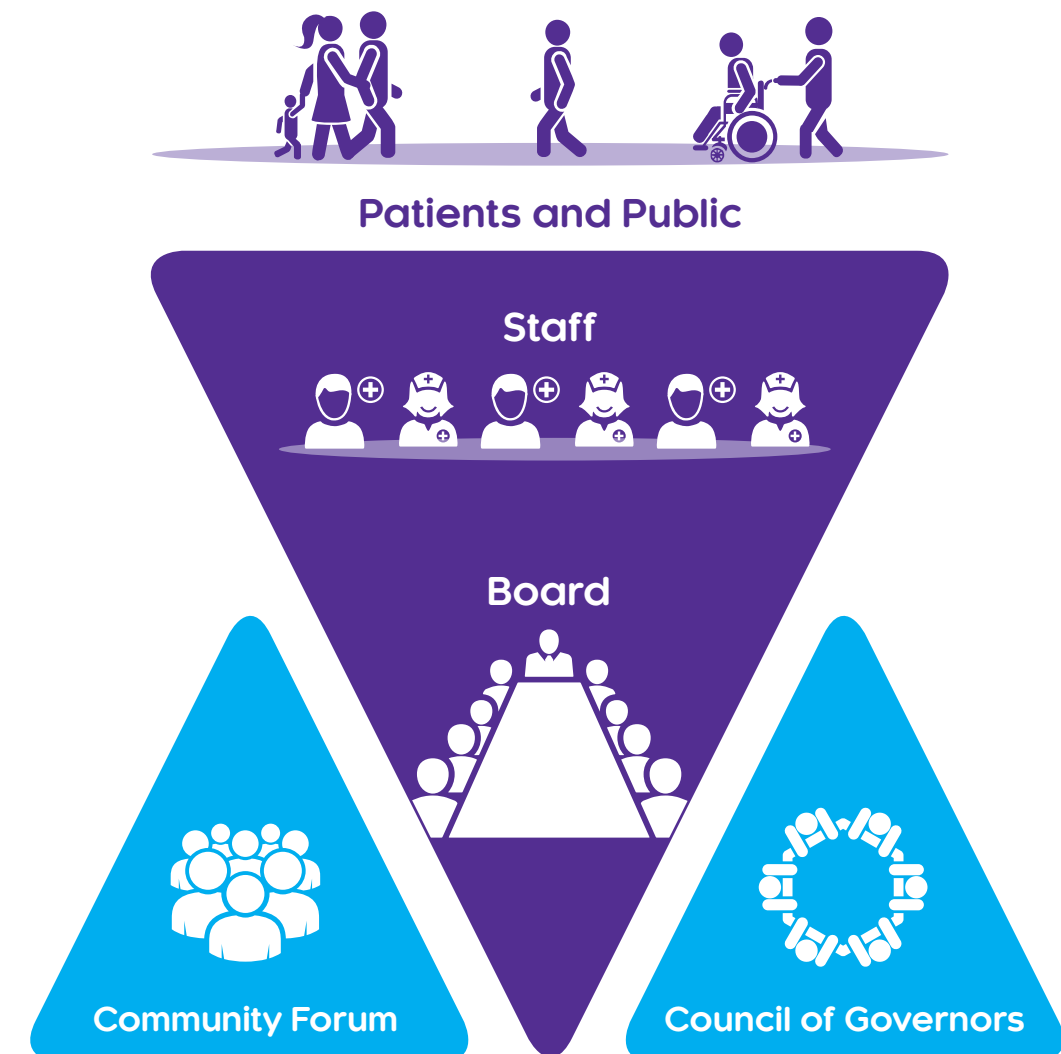 Patients and Public
Staff
Board
Community Forum
Council of Governors